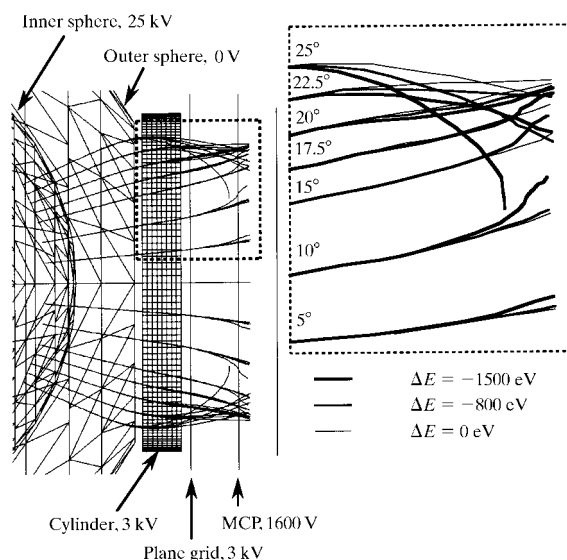 Inner sphere, 25 kV
Outer sphere, 0 V
25°
22.5°
20°
17.5°
15°
10°
5°
ΔE = −1500 eV
ΔE = −800 eV
ΔE = 0 eV
Cylinder, 3 kV
MCP, 1600 V
Plane grid, 3 kV